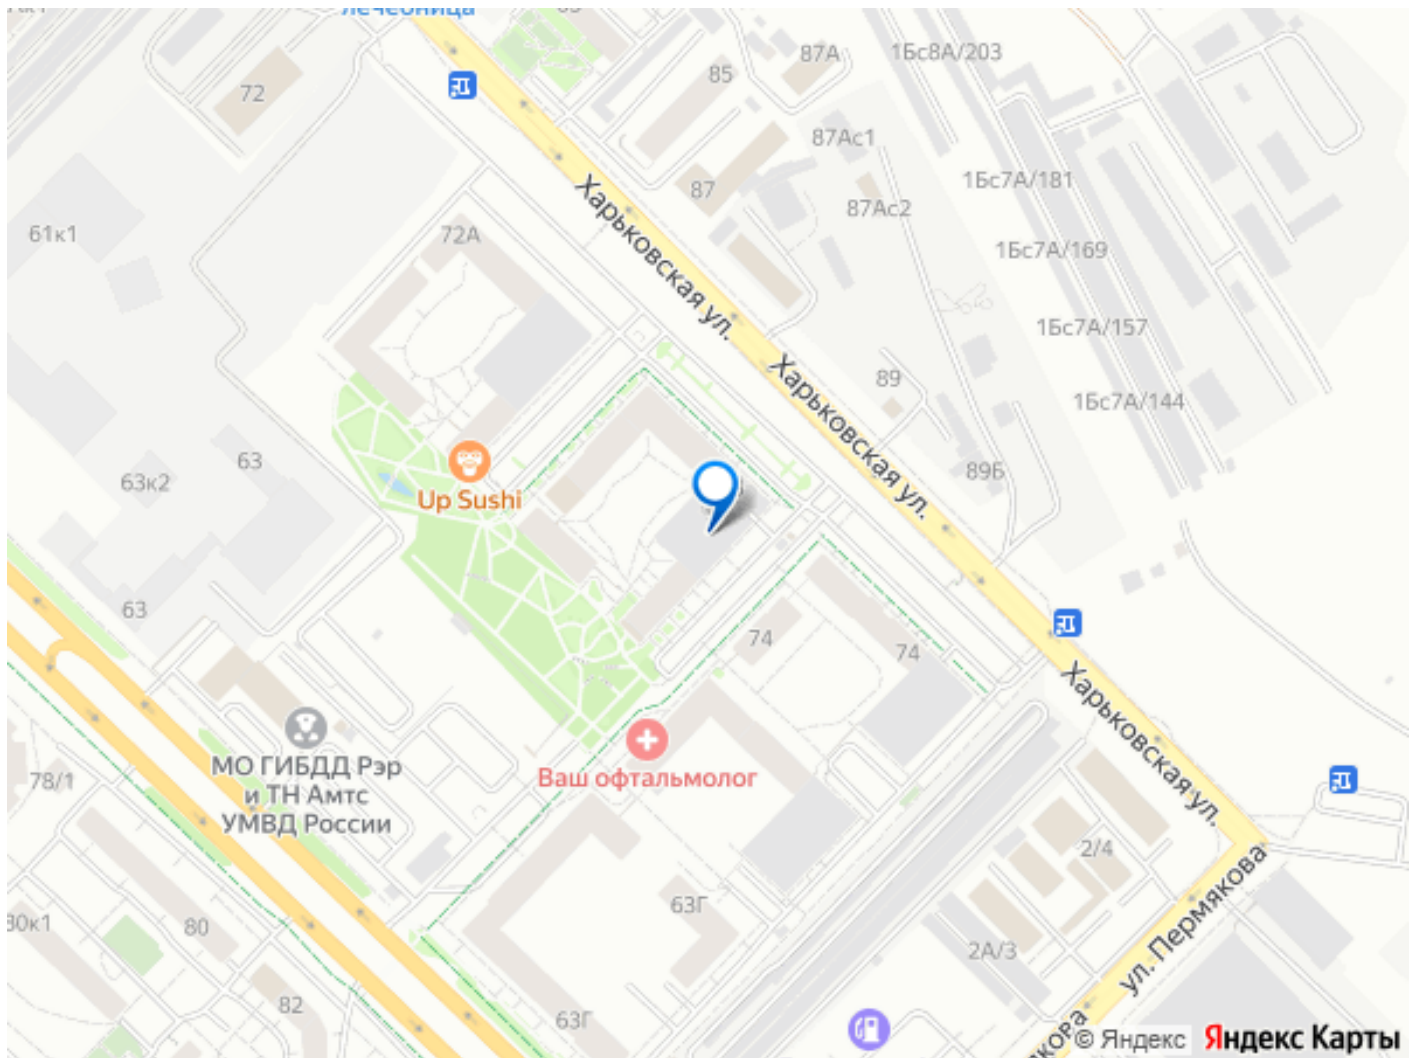 лечебница
72
85
87А
1Бс8А/203
87Ас1
87
87Ас2
1Бс7А/181
61к1
72А
Харьковская ул.
1Бс7А/169
1Бс7А/157
89
Харьковская ул.
1Бс7А/144
63
63к2
Up Sushi
89Б
63
74
74
Харьковская ул.
МО ГИБДД Рэр
и ТН Амтс
УМВД России
Ваш офтальмолог
78/1
2/4
80
63Г
2А/3
ул. Пермякова
82
63Г
© Яндекс
Яндекс Карты